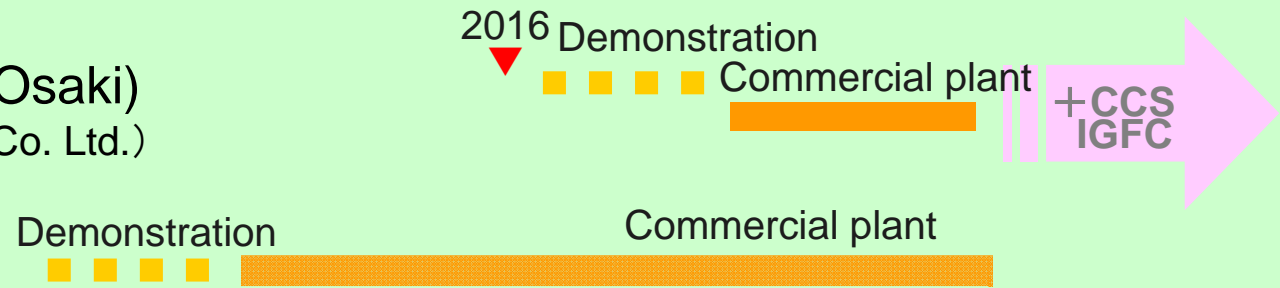 2016
Demonstration
Osaki)
Commercial plant
+CCS
IGFC
Co. Ltd.）
Demonstration
Commercial plant